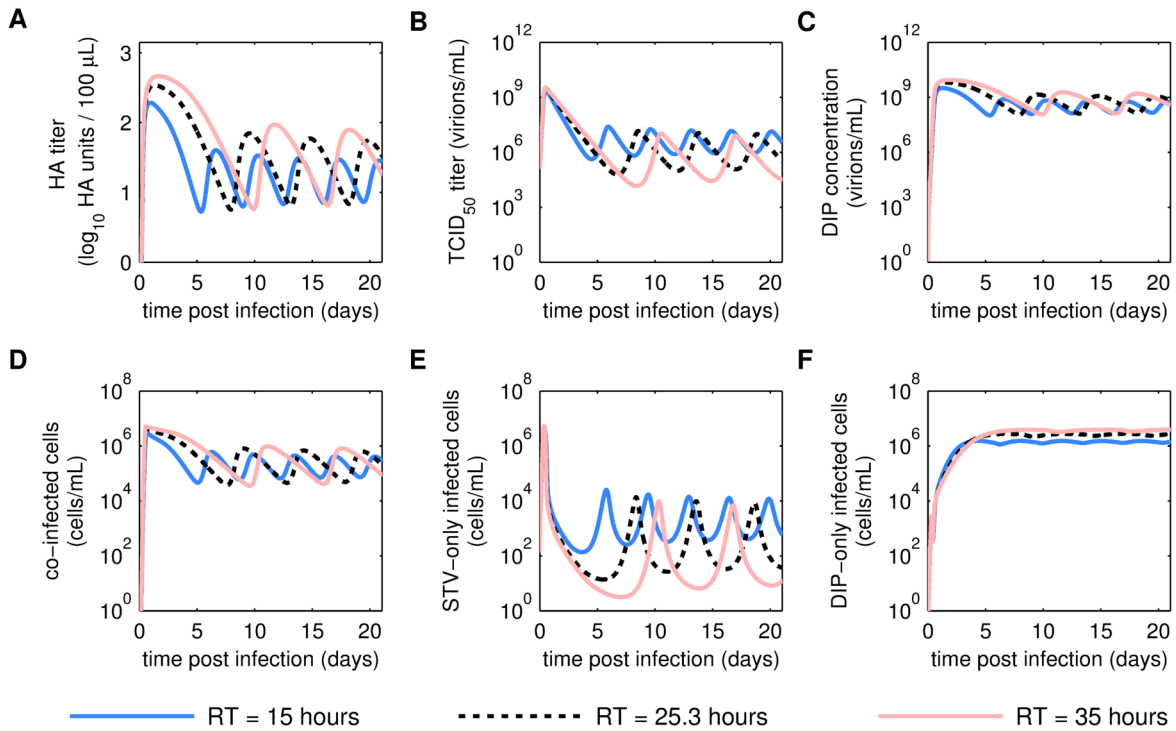 A
HA titer
(log10 HA units / 100 µL)
3
2
1
0
0 5 10 15 20
time post infection (days)
B
TCID50 titer (virions/mL)
10^12
10^9
10^6
10^3
10^0
0 5 10 15 20
time post infection (days)
C
DIP concentration
(virions/mL)
10^12
10^9
10^6
10^3
10^0
0 5 10 15 20
time post infection (days)
D
co-infected cells
(cells/mL)
10^8
10^6
10^4
10^2
10^0
0 5 10 15 20
time post infection (days)
E
STV-only infected cells
(cells/mL)
10^8
10^6
10^4
10^2
10^0
0 5 10 15 20
time post infection (days)
F
DIP-only infected cells
(cells/mL)
10^8
10^6
10^4
10^2
10^0
0 5 10 15 20
time post infection (days)
RT = 15 hours
RT = 25.3 hours
RT = 35 hours